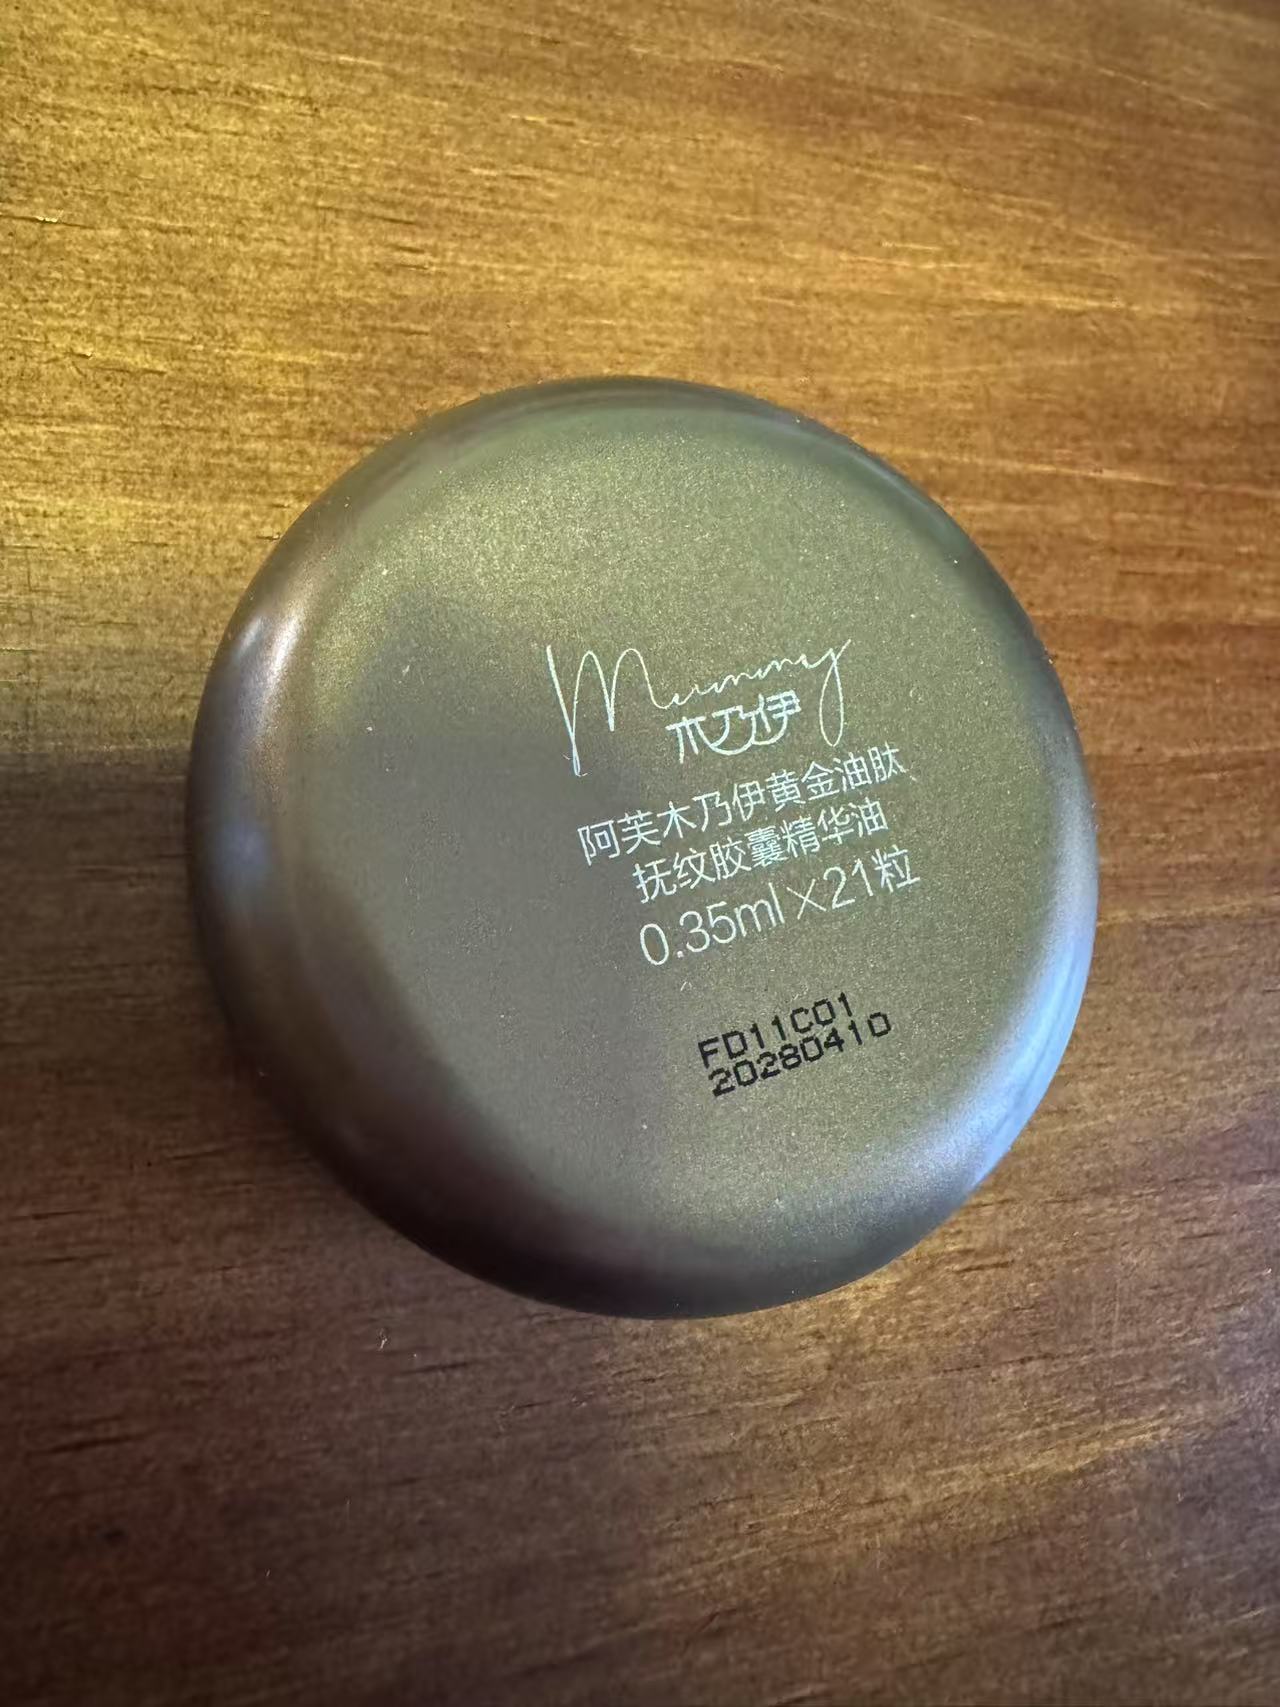 Mummy
木乃伊
阿芙木乃伊黄金油肽
抚纹胶囊精华油
0.35ml×21粒
FD11C01
20280410